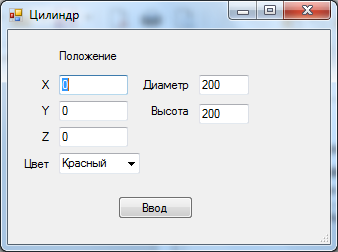 Цилиндр
Положение
X 0 Диаметр 200
Y 0 Высота 200
Z 0
Цвет Красный
Ввод